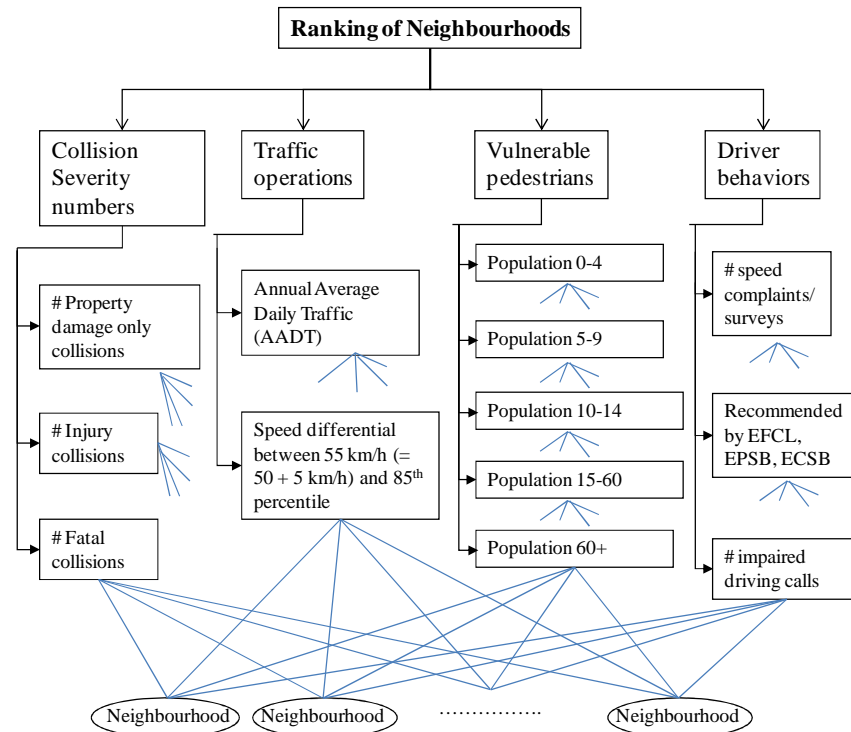 Ranking of Neighbourhoods
Collision
Severity
numbers
Traffic
operations
Vulnerable
pedestrians
Driver
behaviors
# Property
damage only
collisions
# Injury
collisions
# Fatal
collisions
Annual Average
Daily Traffic
(AADT)
Speed differential
between 55 km/h (=
50 + 5 km/h) and 85th
percentile
Population 0-4
Population 5-9
Population 10-14
Population 15-60
Population 60+
# speed
complaints/
surveys
Recommended
by EFCL,
EPSB, ECSB
# impaired
driving calls
Neighbourhood
Neighbourhood
………………
Neighbourhood